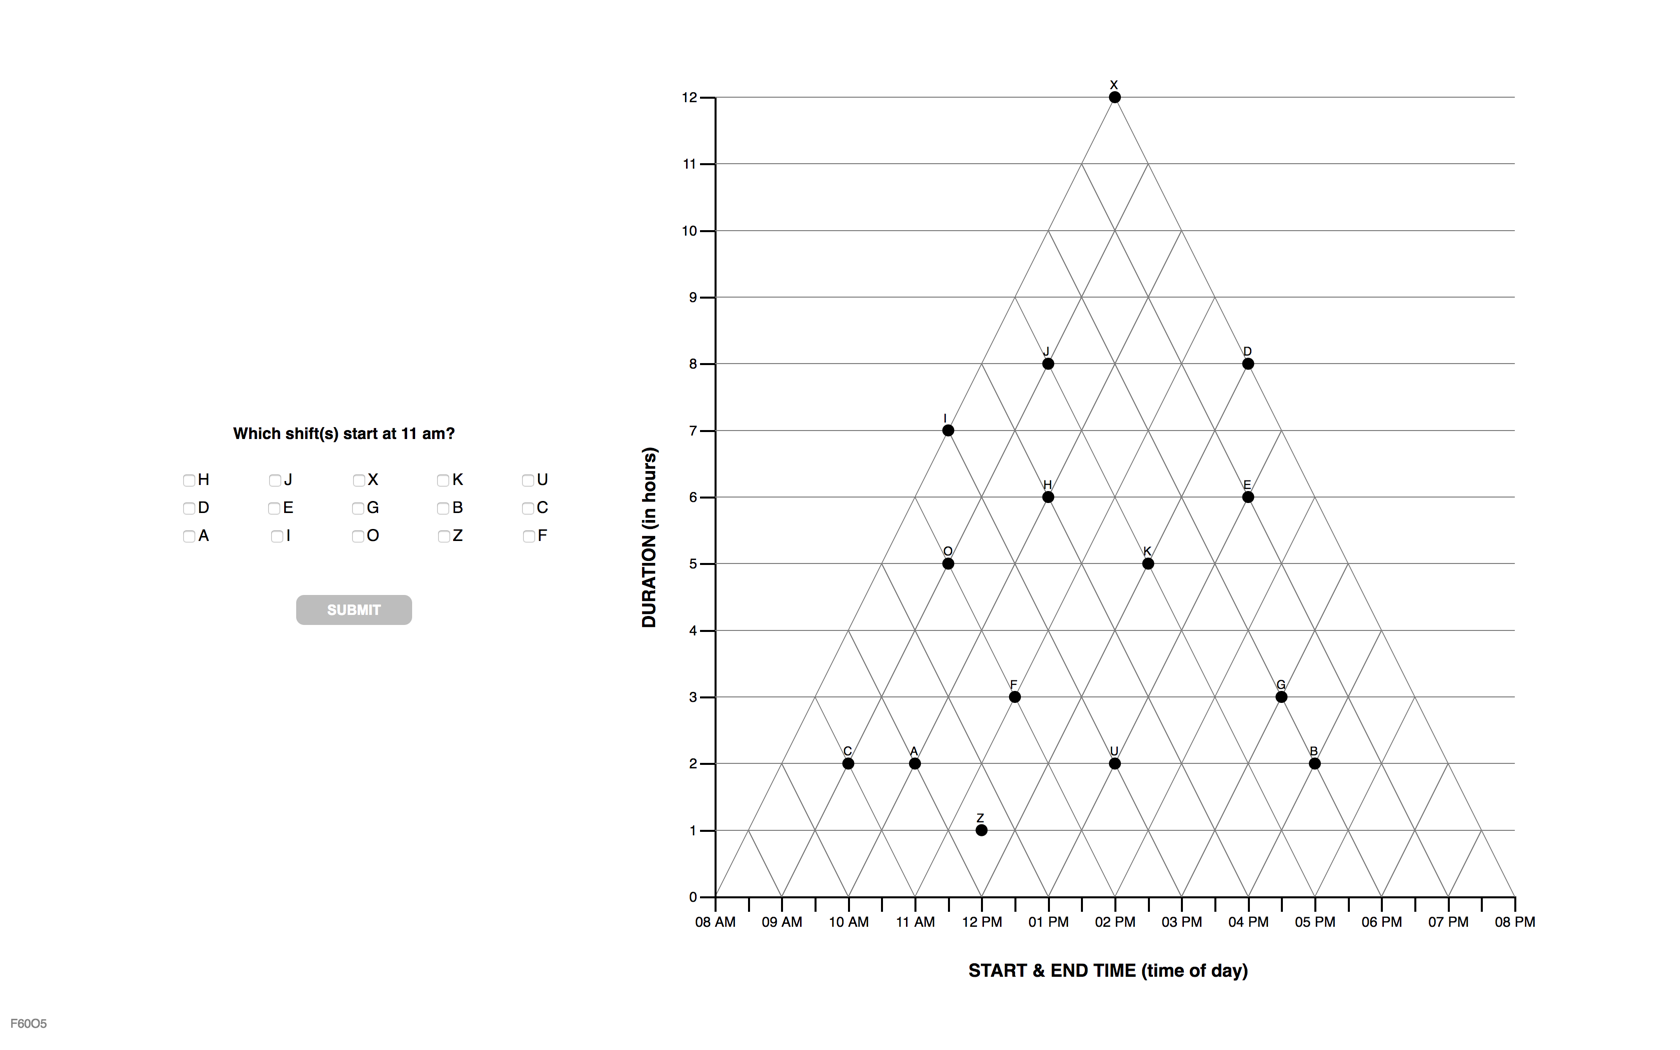 Which shift(s) start at 11 am?
H J X K U
D E G B C
A I O Z F
SUBMIT
X
12
11
10
9
J D
8
I
7
H E
6
O K
5
4
F G
3
C A U B
2
Z
1
0
DURATION (in hours)
08 AM 09 AM 10 AM 11 AM 12 PM 01 PM 02 PM 03 PM 04 PM 05 PM 06 PM 07 PM 08 PM
START & END TIME (time of day)
F60O5